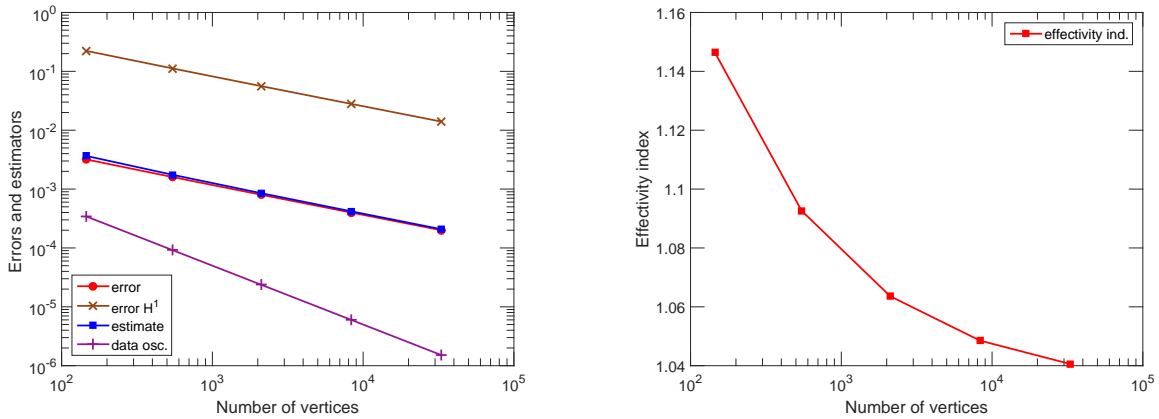 10^0
10^-1
10^-2
10^-3
10^-4
10^-5
10^-6
Errors and estimators
error
error H^1
estimate
data osc.
10^2 10^3 10^4 10^5
Number of vertices
1.16
1.14
1.12
1.1
1.08
1.06
1.04
Effectivity index
effectivity ind.
10^2 10^3 10^4 10^5
Number of vertices